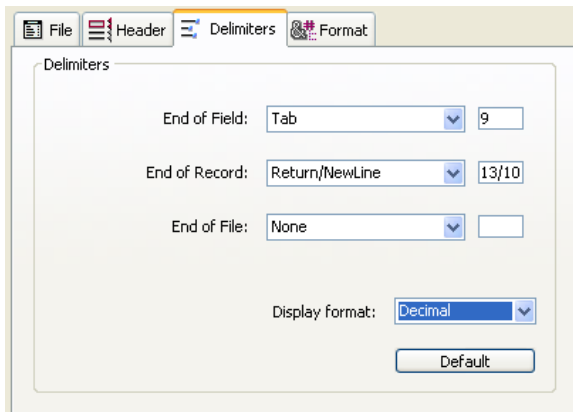 File Header Delimiters Format
Delimiters
End of Field: Tab 9
End of Record: Return/NewLine 13/10
End of File: None
Display format: Decimal
Default